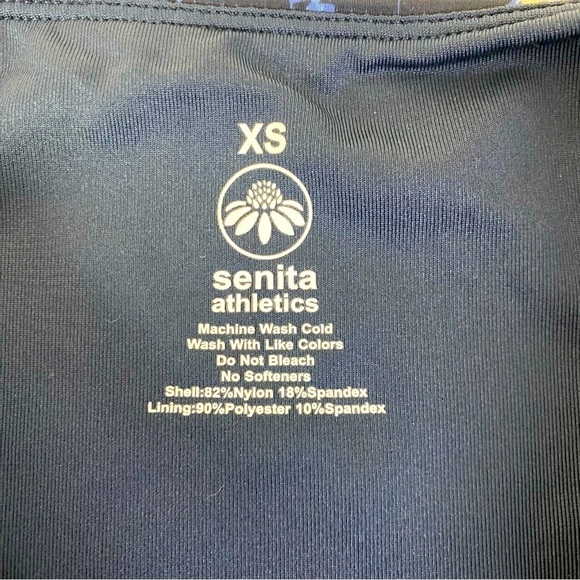 XS
senita
athletics
Machine Wash Cold
Wash With Like Colors
Do Not Bleach
No Softeners
Shell:82%Nylon 18%Spandex
Lining:90%Polyester 10%Spandex